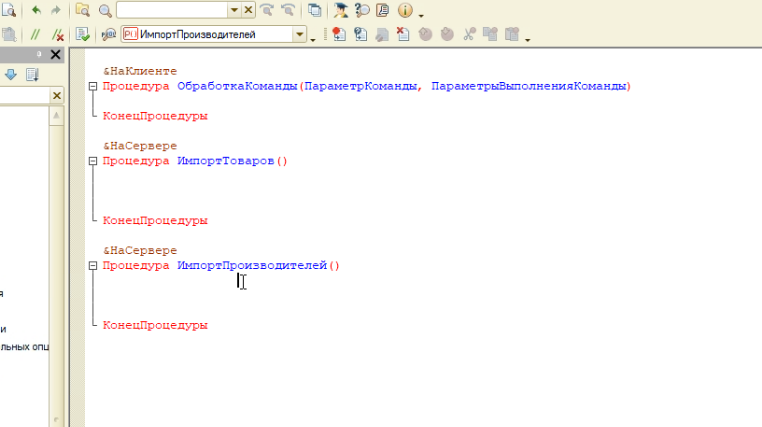 ИмпортПроизводителей
&НаКлиенте
Процедура ОбработкаКоманды(ПараметрКоманды, ПараметрыВыполненияКоманды)
КонецПроцедуры
&НаСервере
Процедура ИмпортТоваров()
КонецПроцедуры
&НаСервере
Процедура ИмпортПроизводителей()
я
КонецПроцедуры
и
льных опц